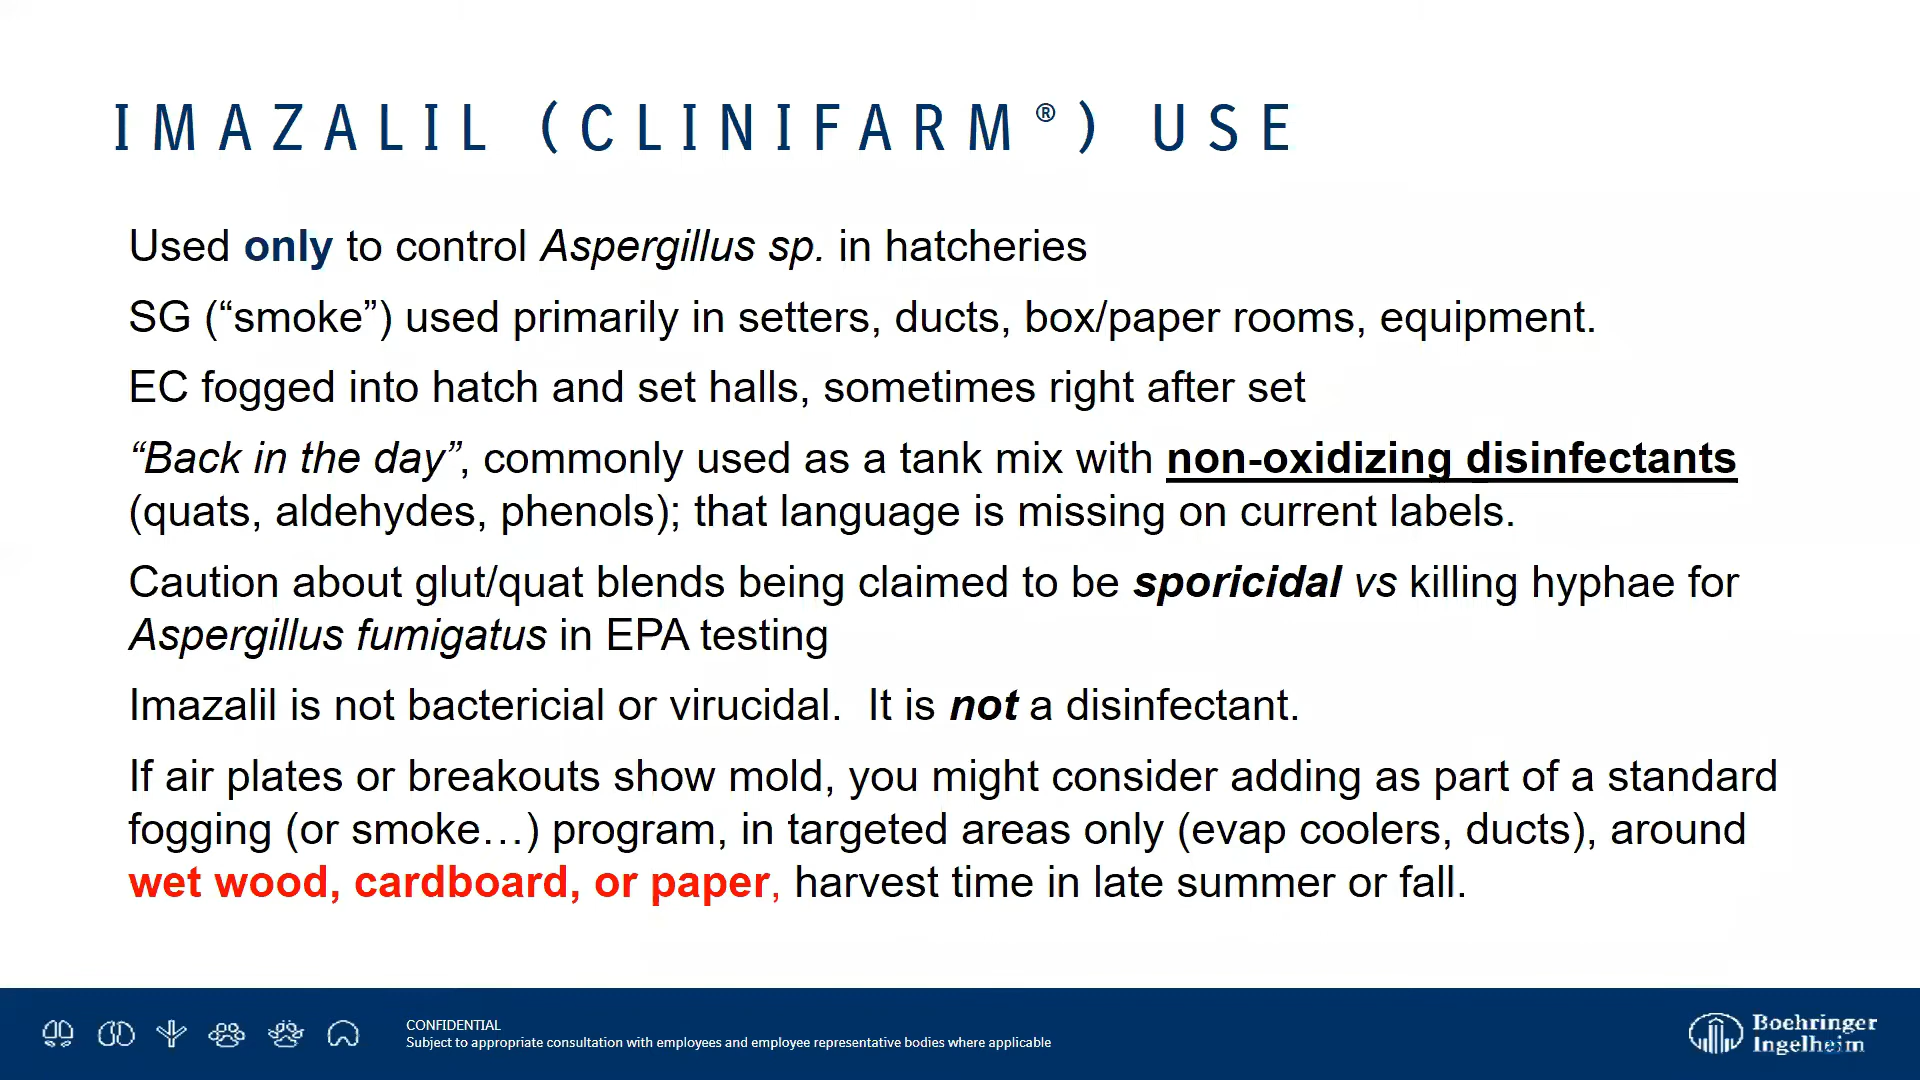 IMAZALIL (CLINIFARM®) USE
Used only to control Aspergillus sp. in hatcheries
SG (“smoke”) used primarily in setters, ducts, box/paper rooms, equipment.
EC fogged into hatch and set halls, sometimes right after set
“Back in the day”, commonly used as a tank mix with non-oxidizing disinfectants
(quats, aldehydes, phenols); that language is missing on current labels.
Caution about glut/quat blends being claimed to be sporicidal vs killing hyphae for
Aspergillus fumigatus in EPA testing
Imazalil is not bactericial or virucidal.  It is not a disinfectant.
If air plates or breakouts show mold, you might consider adding as part of a standard
fogging (or smoke…) program, in targeted areas only (evap coolers, ducts), around
wet wood, cardboard, or paper, harvest time in late summer or fall.
CONFIDENTIAL
Subject to appropriate consultation with employees and employee representative bodies where applicable
Boehringer
Ingelheim